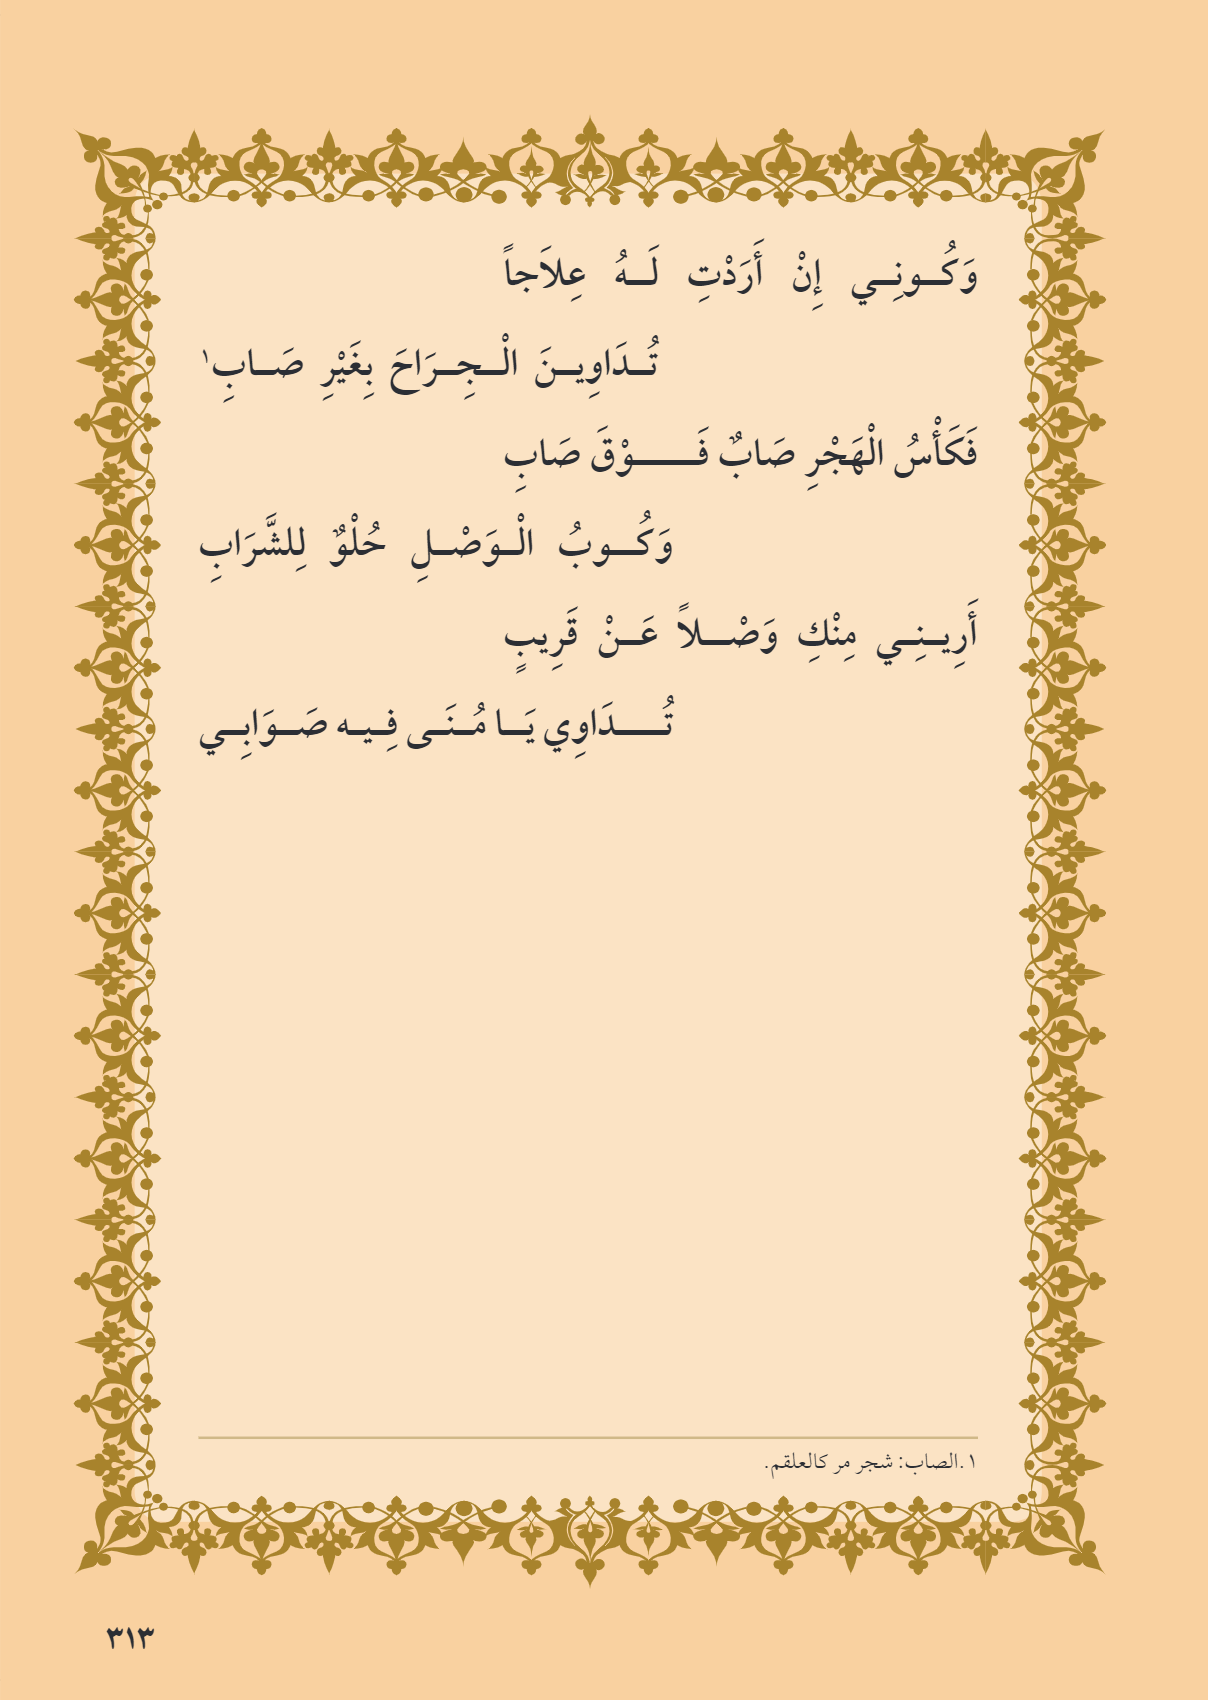 وَكُونِي إِنْ أَرَدْتِ لَهُ عِلاَجاً
تُدَاوِينَ الْجِرَاحَ بِغَيْرِ صَابِ١
فَكَأْسُ الْهَجْرِ صَابٌ فَوْقَ صَابِ
وَكُوبُ الْوَصْلِ حُلْوٌ لِلشَّرَابِ
أَرِينِي مِنْكِ وَصْلاً عَنْ قَرِيبٍ
تُدَاوِي يَا مُنَى فِيه صَوَابِي
١.الصاب: شجر مر كالعلقم.
٣١٣